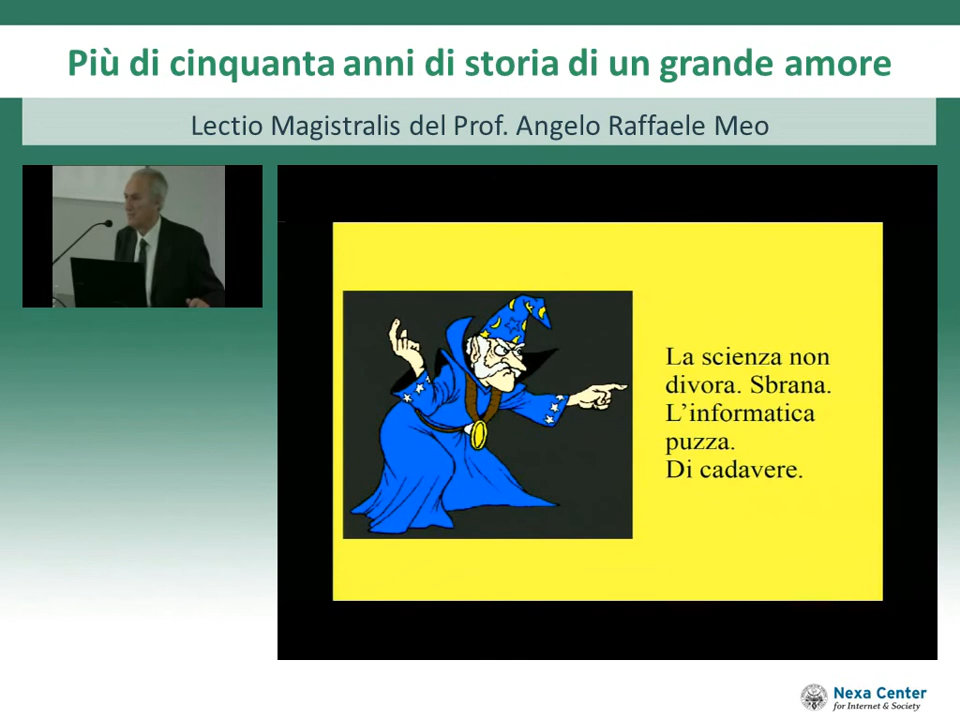 Più di cinquanta anni di storia di un grande amore
Lectio Magistralis del Prof. Angelo Raffaele Meo
La scienza non
divora. Sbrana.
L'informatica
puzza.
Di cadavere.
Nexa Center
for Internet & Society